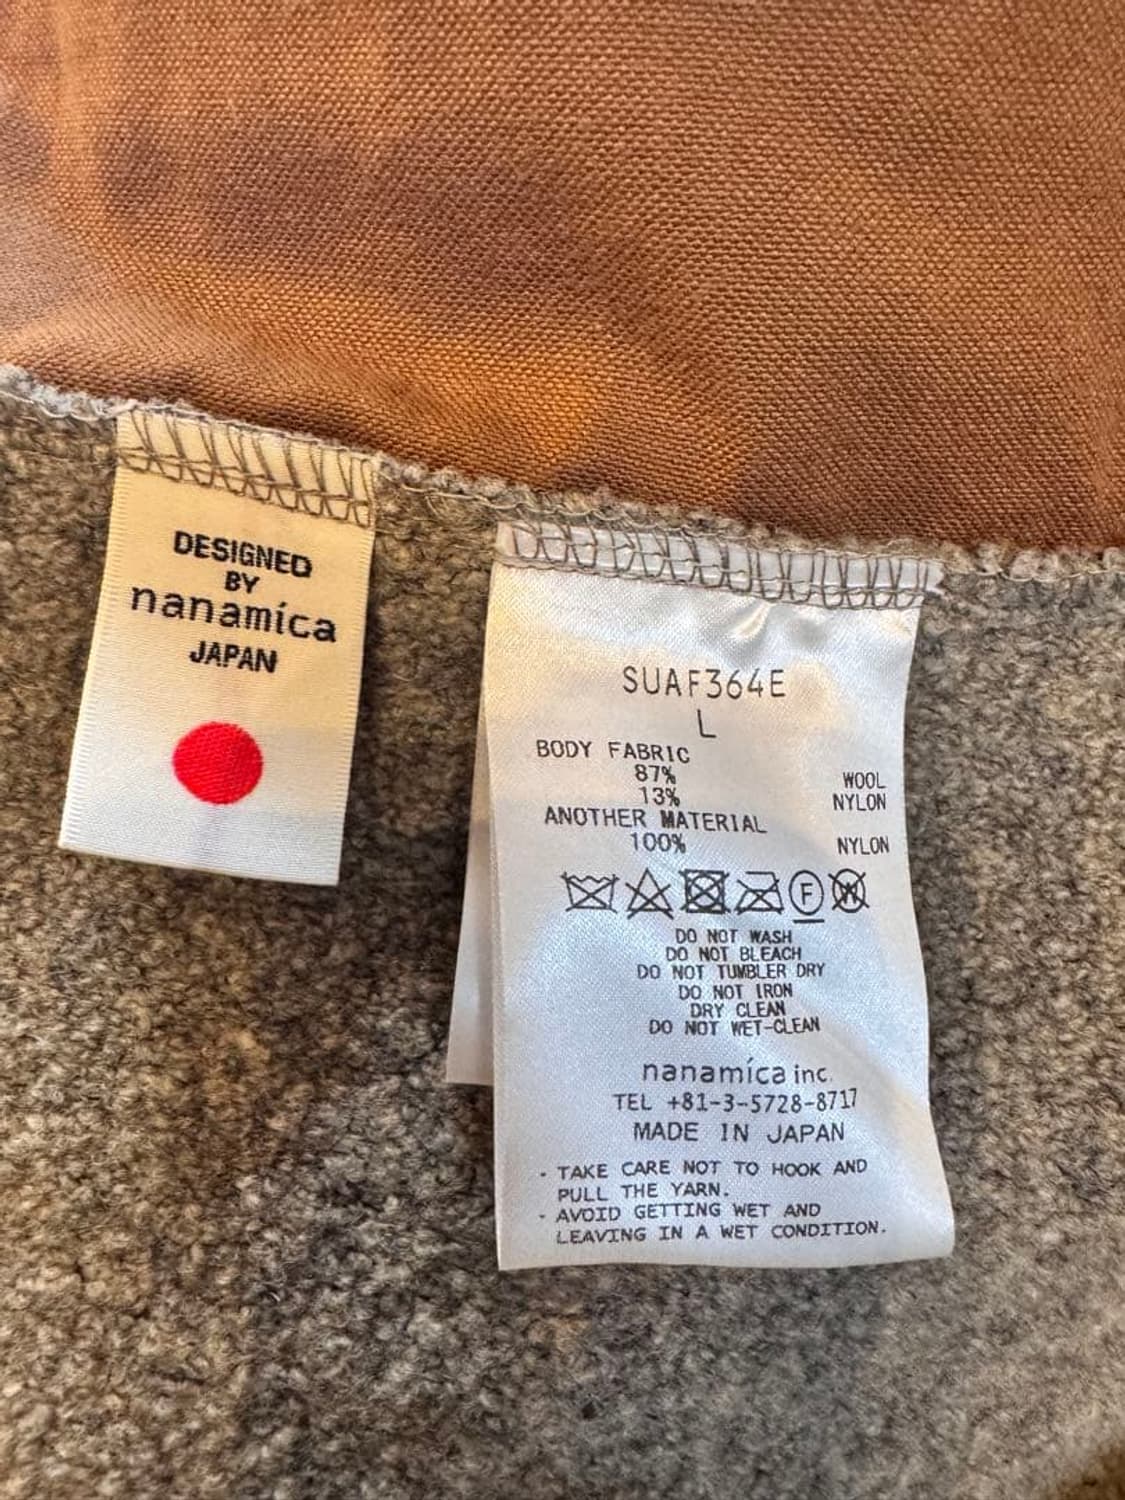 DESIGNED
BY
nanamica
JAPAN
SUAF364E
L
BODY FABRIC
87% WOOL
13% NYLON
ANOTHER MATERIAL
100% NYLON
F W
DO NOT WASH
DO NOT BLEACH
DO NOT TUMBLER DRY
DO NOT IRON
DRY CLEAN
DO NOT WET-CLEAN
nanamica inc.
TEL +81-3-5728-8717
MADE IN JAPAN
- TAKE CARE NOT TO HOOK AND
PULL THE YARN.
- AVOID GETTING WET AND
LEAVING IN A WET CONDITION.